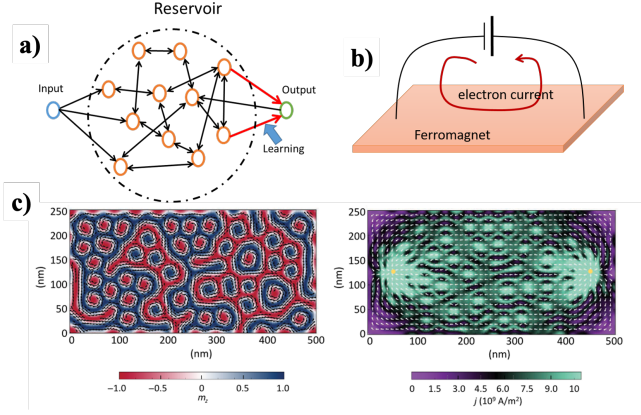 Reservoir
a)
Input
Output
Learning
b)
electron current
Ferromagnet
c)
250
200
150
100
50
0
(nm)
0 100 200 300 400 500
(nm)
−1.0 −0.5 0 0.5 1.0
m_z
250
200
150
100
50
0
(nm)
0 100 200 300 400 500
(nm)
0 1.5 3.0 4.5 6.0 7.5 9.0 10
j (10⁹ A/m²)